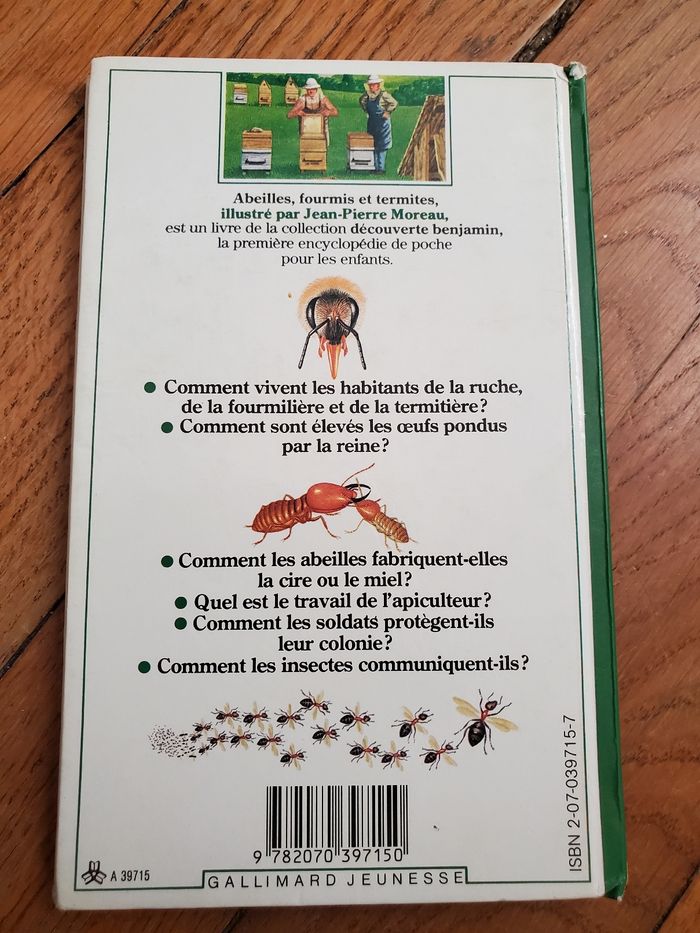 Abeilles, fourmis et termites,
illustré par Jean-Pierre Moreau,
est un livre de la collection découverte benjamin,
la première encyclopédie de poche
pour les enfants.
● Comment vivent les habitants de la ruche,
de la fourmilière et de la termitière ?
● Comment sont élevés les œufs pondus
par la reine ?
● Comment les abeilles fabriquent-elles
la cire ou le miel ?
● Quel est le travail de l'apiculteur ?
● Comment les soldats protègent-ils
leur colonie ?
● Comment les insectes communiquent-ils ?
ISBN 2-07-039715-7
9 782070 397150
A 39715
GALLIMARD JEUNESSE